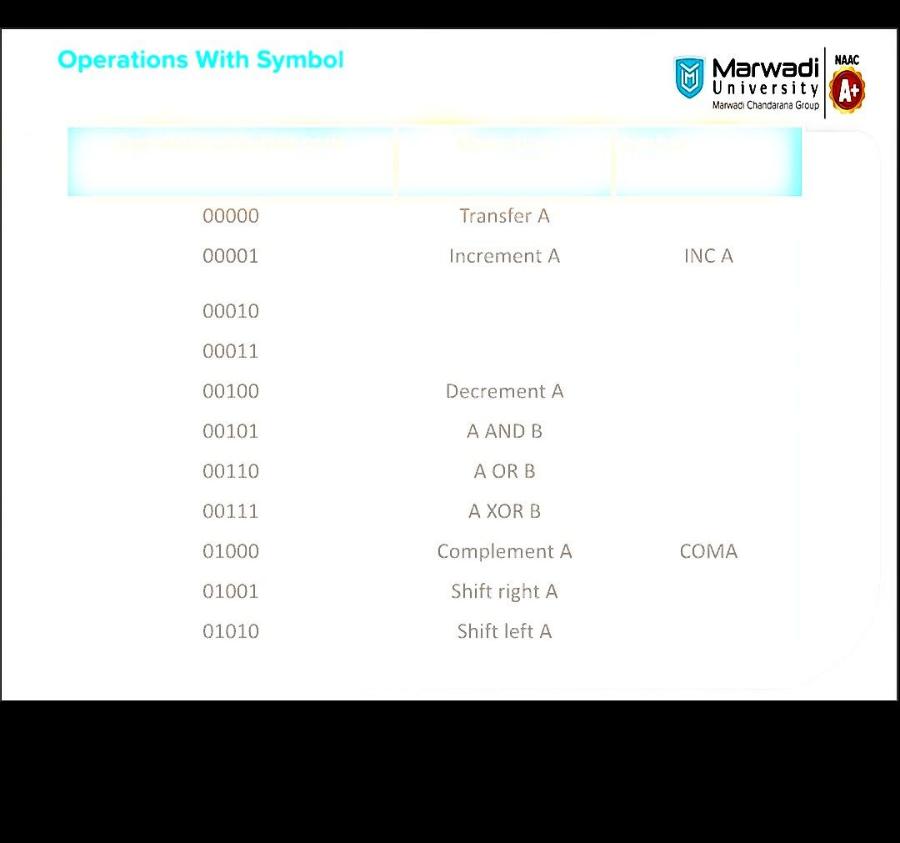 Operations With Symbol
Marwadi
University
Marwadi Chandarana Group
NAAC
A+
00000 Transfer A
00001 Increment A INC A
00010
00011
00100 Decrement A
00101 A AND B
00110 A OR B
00111 A XOR B
01000 Complement A COMA
01001 Shift right A
01010 Shift left A